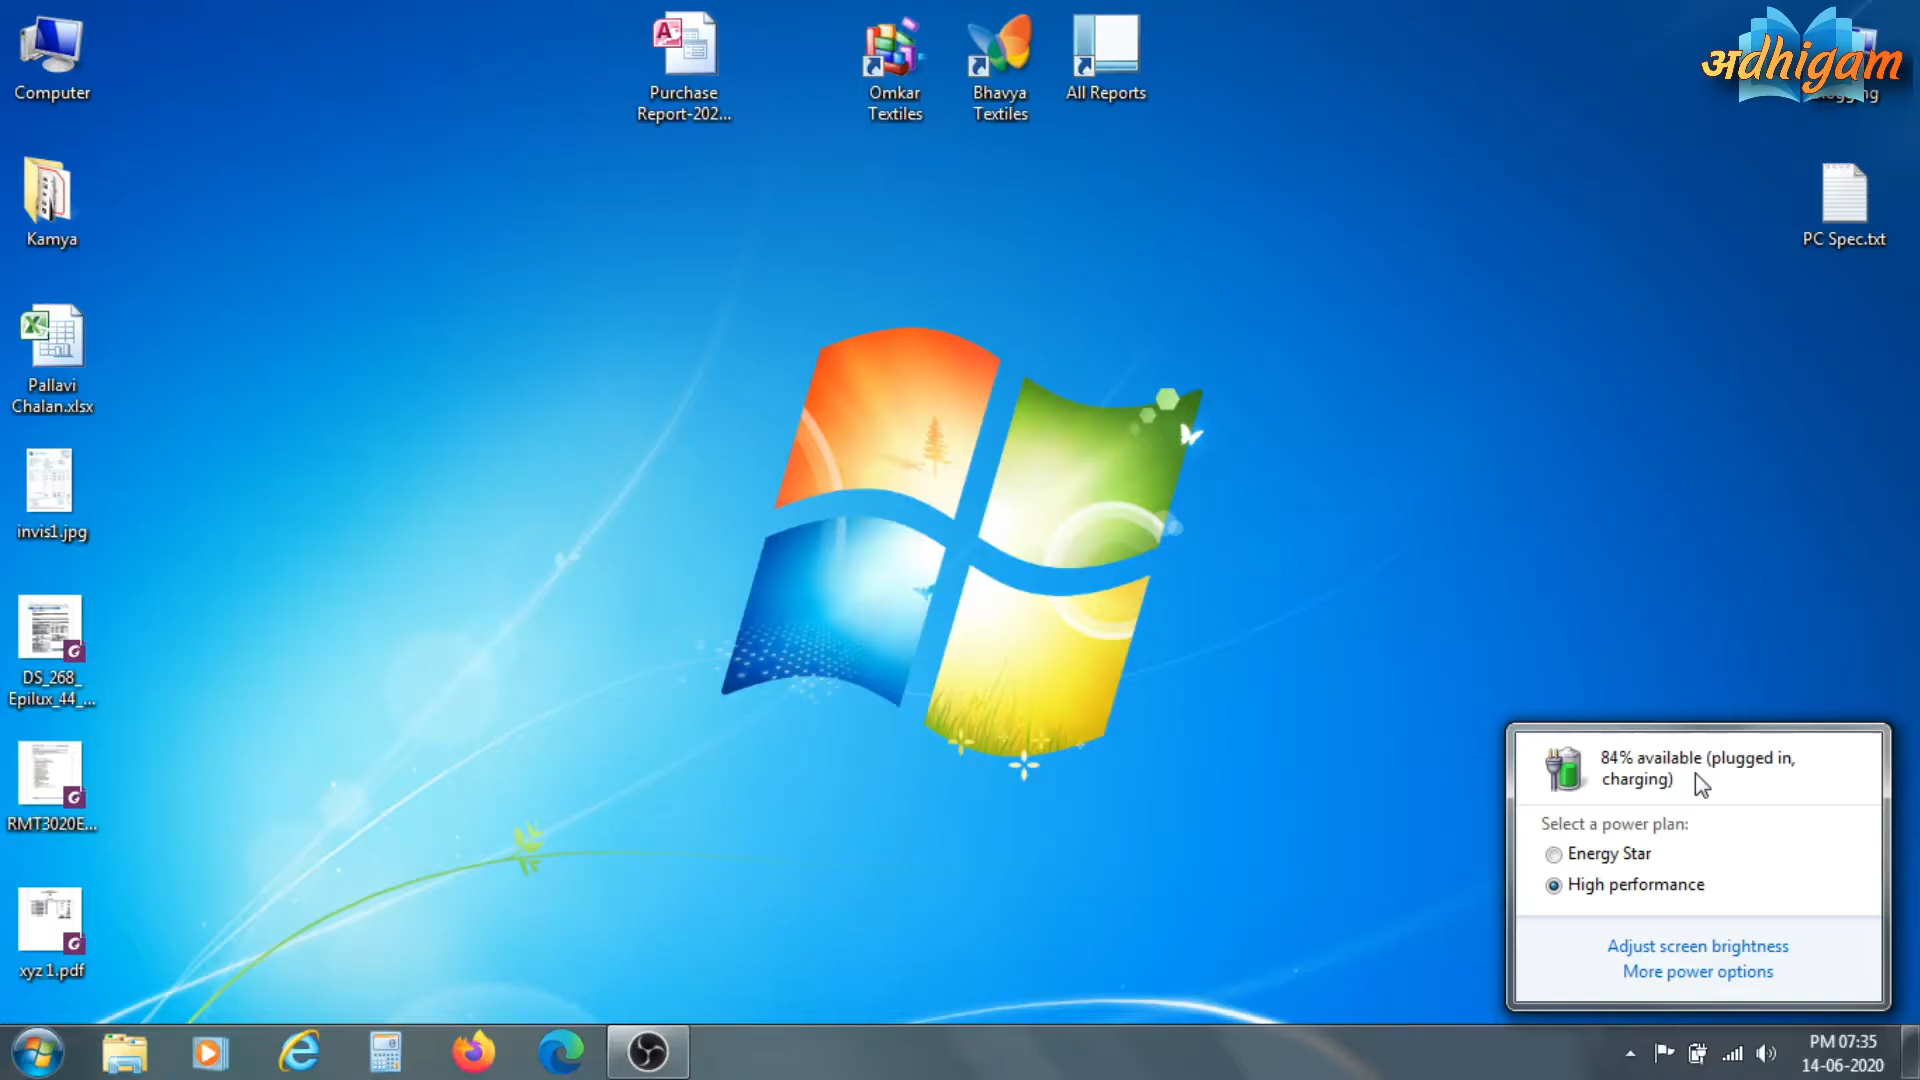 Computer
Purchase
Report-202...
Omkar
Textiles
Bhavya
Textiles
All Reports
अdhigam
Kamya
PC Spec.txt
Pallavi
Chalan.xlsx
invis1.jpg
DS_268_
Epilux_44_...
RMT3020E...
xyz 1.pdf
84% available (plugged in,
charging)
Select a power plan:
Energy Star
High performance
Adjust screen brightness
More power options
PM 07:35
14-06-2020